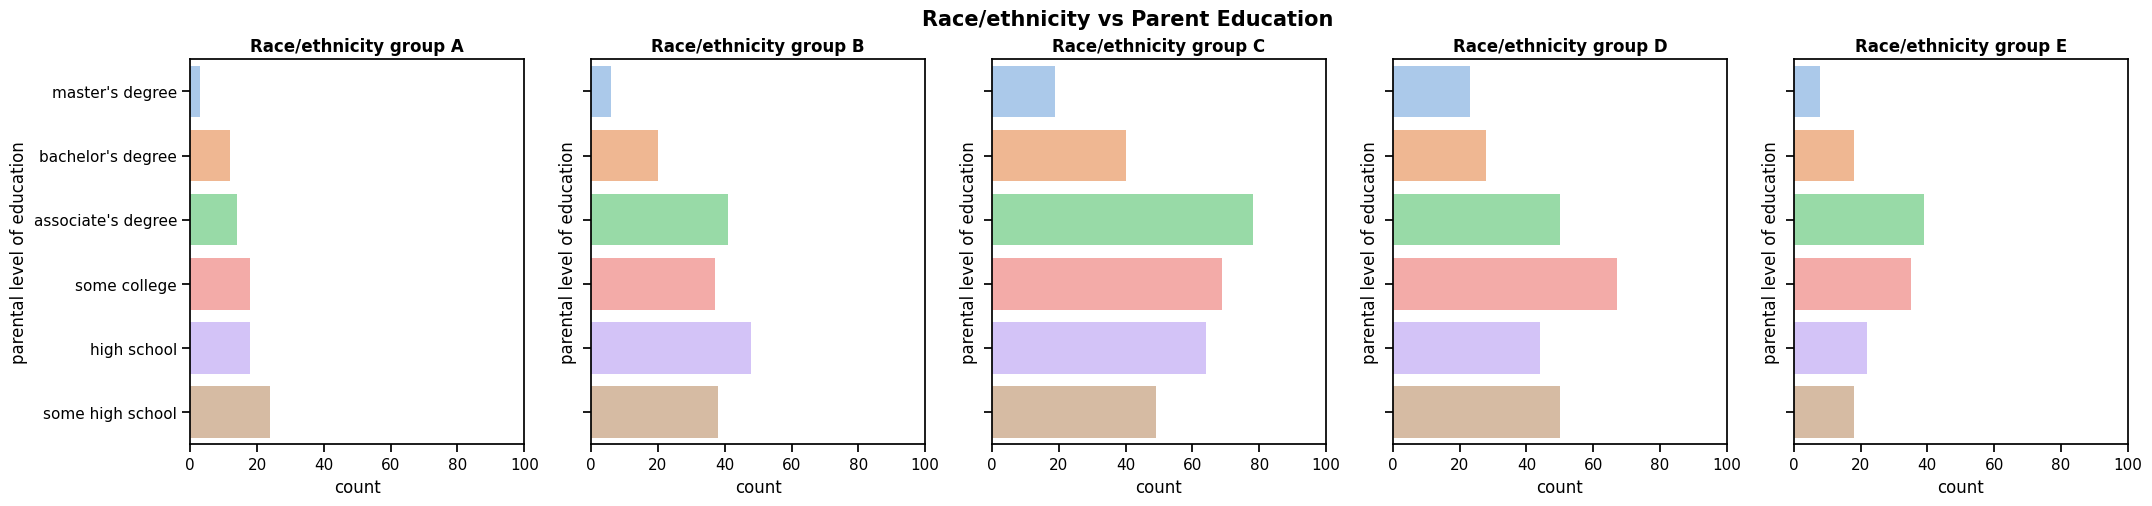 Race/ethnicity vs Parent Education
Race/ethnicity group A
master's degree
bachelor's degree
associate's degree
some college
high school
some high school
parental level of education
0 20 40 60 80 100
count
Race/ethnicity group B
parental level of education
0 20 40 60 80 100
count
Race/ethnicity group C
parental level of education
0 20 40 60 80 100
count
Race/ethnicity group D
parental level of education
0 20 40 60 80 100
count
Race/ethnicity group E
parental level of education
0 20 40 60 80 100
count